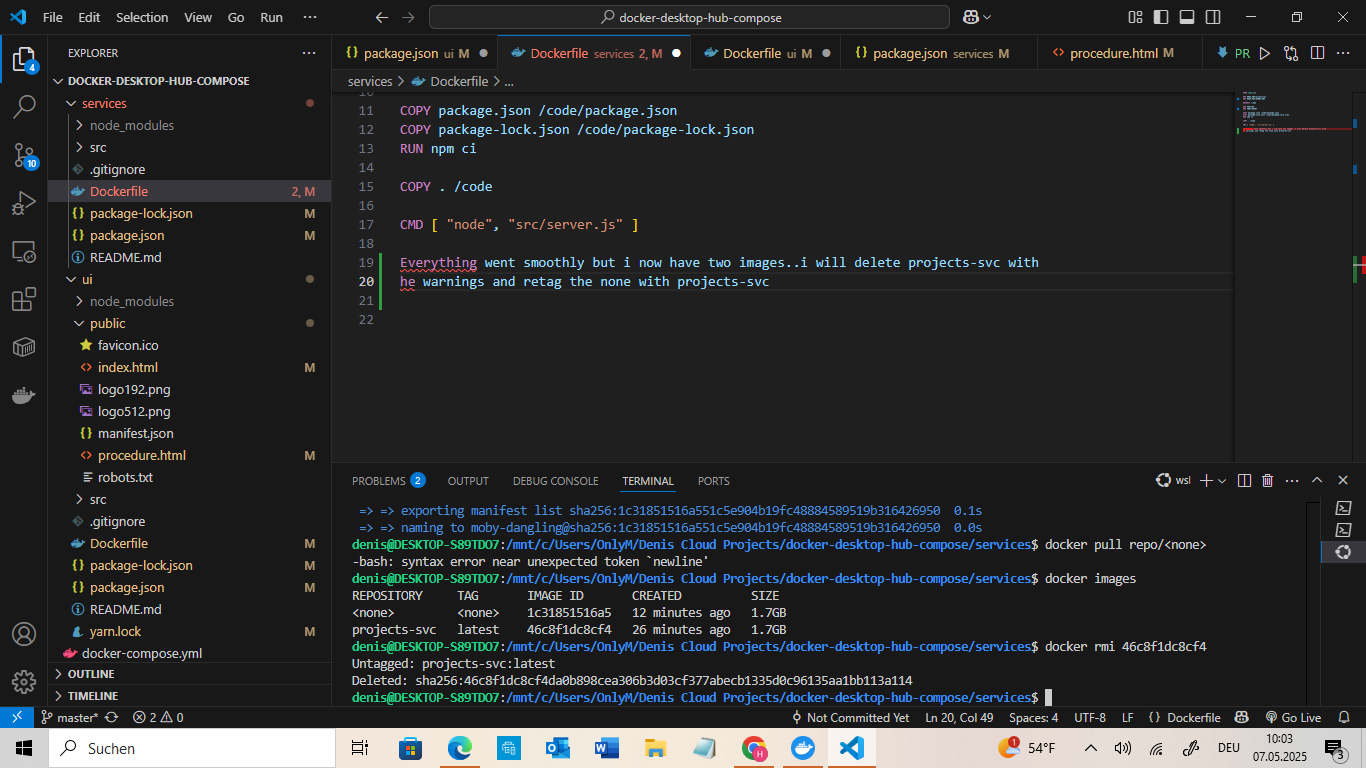 File Edit Selection View Go Run ···
docker-desktop-hub-compose
EXPLORER
DOCKER-DESKTOP-HUB-COMPOSE
services
node_modules
src
.gitignore
Dockerfile 2, M
package-lock.json M
package.json M
README.md
ui
node_modules
public
favicon.ico
index.html M
logo192.png
logo512.png
manifest.json
procedure.html M
robots.txt
src
.gitignore
Dockerfile M
package-lock.json M
package.json M
README.md
yarn.lock M
docker-compose.yml
OUTLINE
TIMELINE
4
10
package.json ui M
Dockerfile services 2, M
Dockerfile ui M
package.json services M
procedure.html M
PR
services > Dockerfile > ...
11 COPY package.json /code/package.json
12 COPY package-lock.json /code/package-lock.json
13 RUN npm ci
14
15 COPY . /code
16
17 CMD [ "node", "src/server.js" ]
18
19 Everything went smoothly but i now have two images..i will delete projects-svc with
20 he warnings and retag the none with projects-svc
21
22
PROBLEMS 2 OUTPUT DEBUG CONSOLE TERMINAL PORTS
wsl
=> => exporting manifest list sha256:1c31851516a551c5e904b19fc48884589519b316426950 0.1s
=> => naming to moby-dangling@sha256:1c31851516a551c5e904b19fc48884589519b316426950 0.0s
denis@DESKTOP-S89TDO7:/mnt/c/Users/OnlyM/Denis Cloud Projects/docker-desktop-hub-compose/services$ docker pull repo/<none>
-bash: syntax error near unexpected token `newline'
denis@DESKTOP-S89TDO7:/mnt/c/Users/OnlyM/Denis Cloud Projects/docker-desktop-hub-compose/services$ docker images
REPOSITORY TAG IMAGE ID CREATED SIZE
<none> <none> 1c31851516a5 12 minutes ago 1.7GB
projects-svc latest 46c8f1dc8cf4 26 minutes ago 1.7GB
denis@DESKTOP-S89TDO7:/mnt/c/Users/OnlyM/Denis Cloud Projects/docker-desktop-hub-compose/services$ docker rmi 46c8f1dc8cf4
Untagged: projects-svc:latest
Deleted: sha256:46c8f1dc8cf4da0b898cea306b3d03cf377abecb1335d0c96135aa1bb113a114
denis@DESKTOP-S89TDO7:/mnt/c/Users/OnlyM/Denis Cloud Projects/docker-desktop-hub-compose/services$
master* 2 0 Not Committed Yet Ln 20, Col 49 Spaces: 4 UTF-8 LF {} Dockerfile Go Live
Suchen
1 54°F DEU
10:03
07.05.2025
3